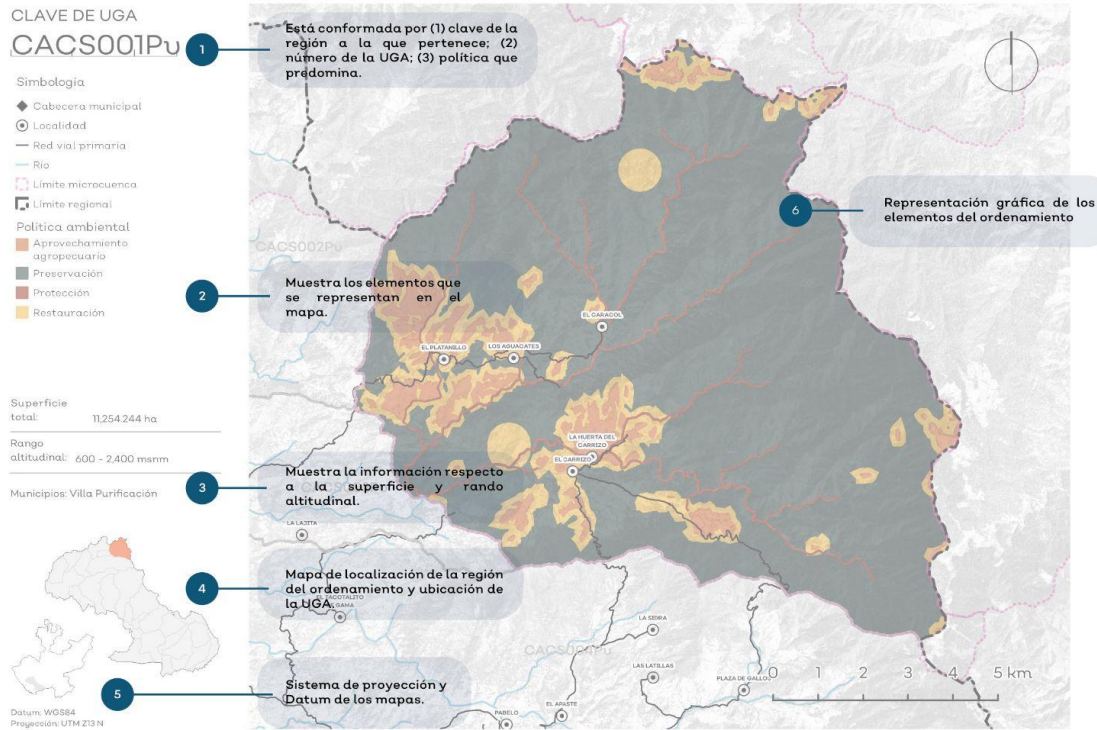 CLAVE DE UGA
CACS001Pu
1
Está conformada por (1) clave de la
región a la que pertenece; (2)
número de la UGA; (3) política que
predomina.
Simbología
Cabecera municipal
Localidad
Red vial primaria
Río
Límite microcuenca
Límite regional
Política ambiental
Aprovechamiento
agropecuario
Preservación
Protección
Restauración
2
Muestra los elementos que
se representan en el
mapa.
6
Representación gráfica de los
elementos del ordenamiento
CACS002Pu
EL CARACOL
EL PLATANILLO
LOS AGUACATES
LA HUERTA DEL
CARRIZO
EL CARRIZO
Superficie
total: 11,254.244 ha
Rango
altitudinal: 600 - 2,400 msnm
Municipios: Villa Purificación
3
Muestra la información respecto
a la superficie y rando
altitudinal.
LA LAJITA
4
Mapa de localización de la región
del ordenamiento y ubicación de
la UGA.
GAMA
LA SIDRA
CACS004Pu
LAS LATILLAS
PLAZA DE GALLOS
EL APASTE
PABELO
0 1 2 3 4 5 km
5
Sistema de proyección y
Datum de los mapas.
Datum: WGS84
Proyección: UTM Z13 N